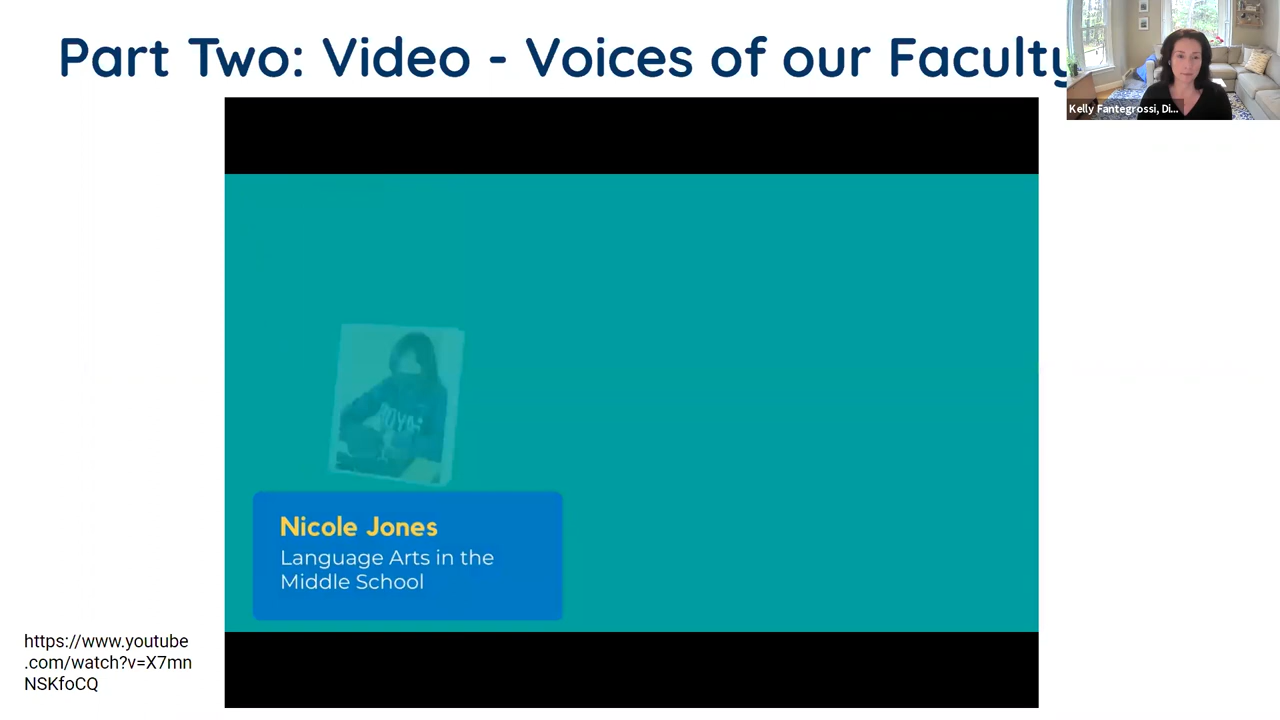 Part Two: Video - Voices of our Faculty
Kelly Fantegrossi, Di...
Nicole Jones
Language Arts in the
Middle School
https://www.youtube
.com/watch?v=X7mn
NSKfoCQ